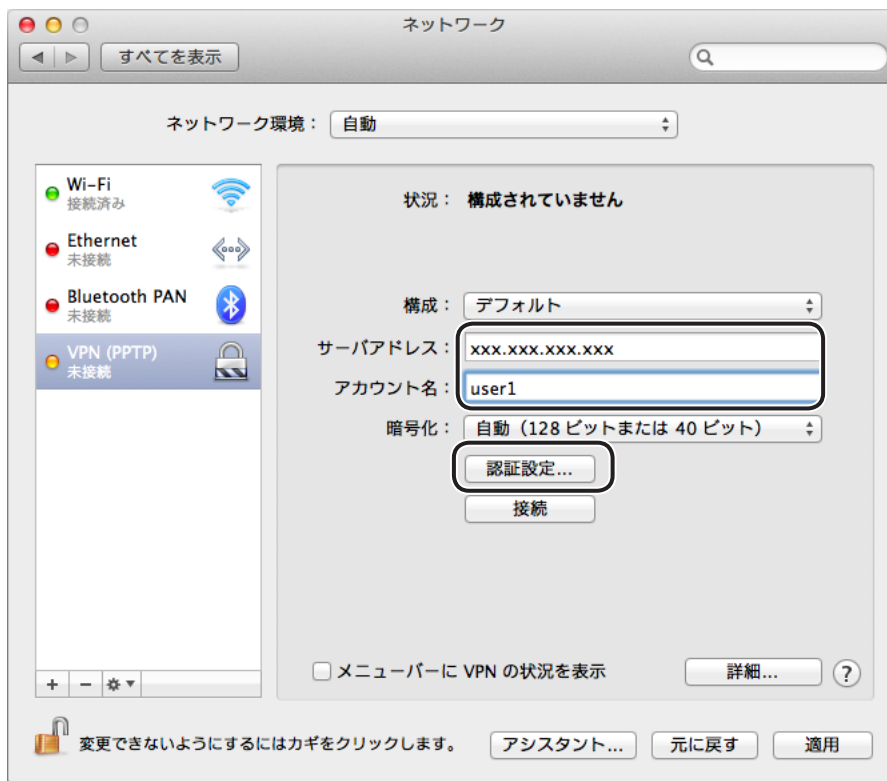 ネットワーク
すべてを表示
ネットワーク環境： 自動
Wi-Fi
接続済み
Ethernet
未接続
Bluetooth PAN
未接続
VPN (PPTP)
未接続
状況： 構成されていません
構成： デフォルト
サーバアドレス： xxx.xxx.xxx.xxx
アカウント名： user1
暗号化： 自動（128 ビットまたは 40 ビット）
認証設定...
接続
メニューバーに VPN の状況を表示
詳細...
?
変更できないようにするにはカギをクリックします。
アシスタント...
元に戻す
適用